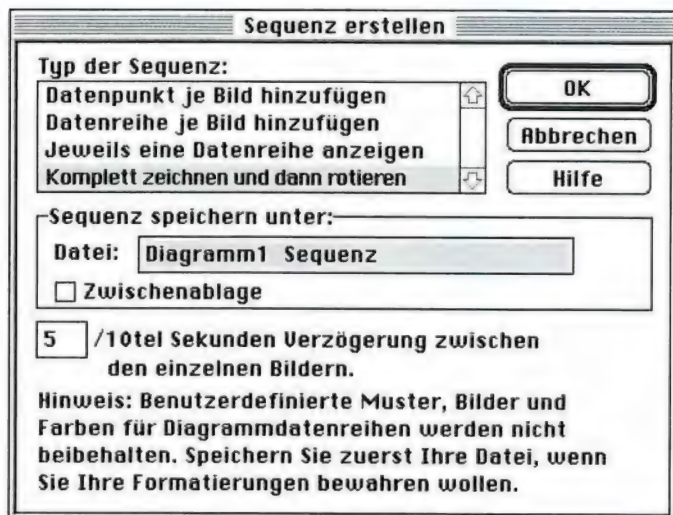 Sequenz erstellen
Typ der Sequenz:
Datenpunkt je Bild hinzufügen
Datenreihe je Bild hinzufügen
Jeweils eine Datenreihe anzeigen
Komplett zeichnen und dann rotieren
OK
Abbrechen
Hilfe
Sequenz speichern unter:
Datei: Diagramm1 Sequenz
Zwischenablage
5 /10tel Sekunden Verzögerung zwischen
den einzelnen Bildern.
Hinweis: Benutzerdefinierte Muster, Bilder und
Farben für Diagrammdatenreihen werden nicht
beibehalten. Speichern Sie zuerst Ihre Datei, wenn
Sie Ihre Formatierungen bewahren wollen.